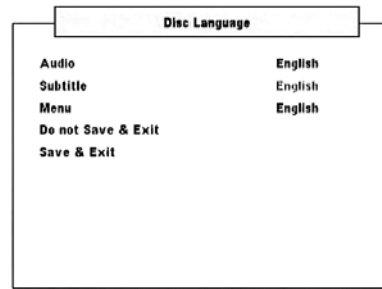 Disc Language
Audio English
Subtitle English
Menu English
Do not Save & Exit
Save & Exit